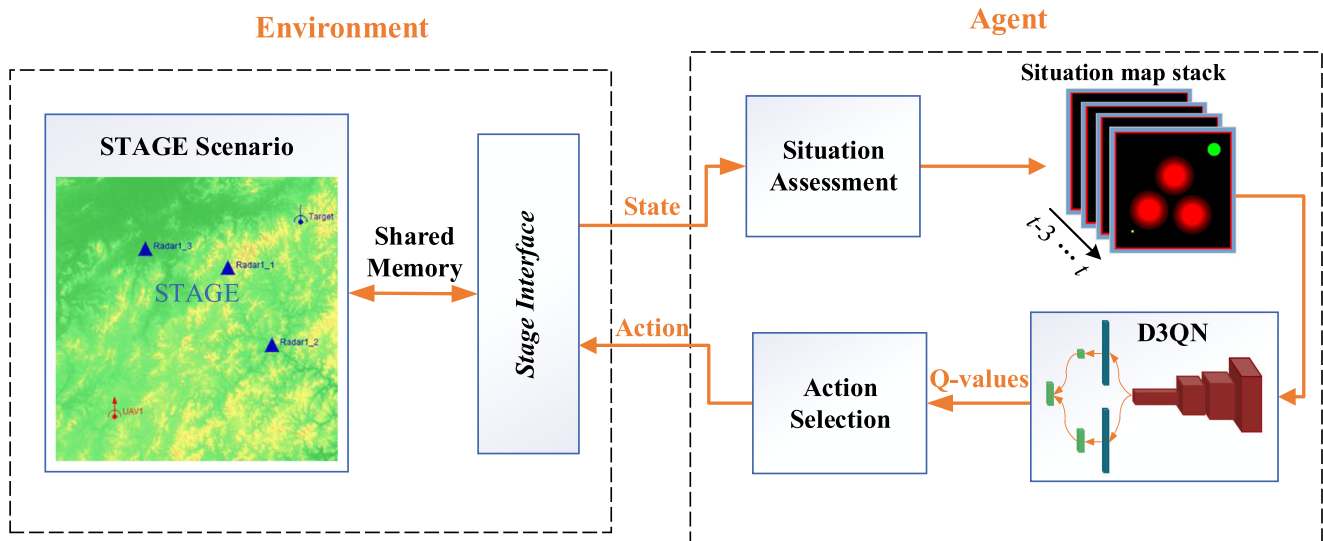 Environment
Agent
STAGE Scenario
Target
Radar1_3
Radar1_1
STAGE
Radar1_2
UAV1
Shared
Memory
Stage Interface
State
Action
Situation
Assessment
Situation map stack
t-3 •••• t
D3QN
Q-values
Action
Selection